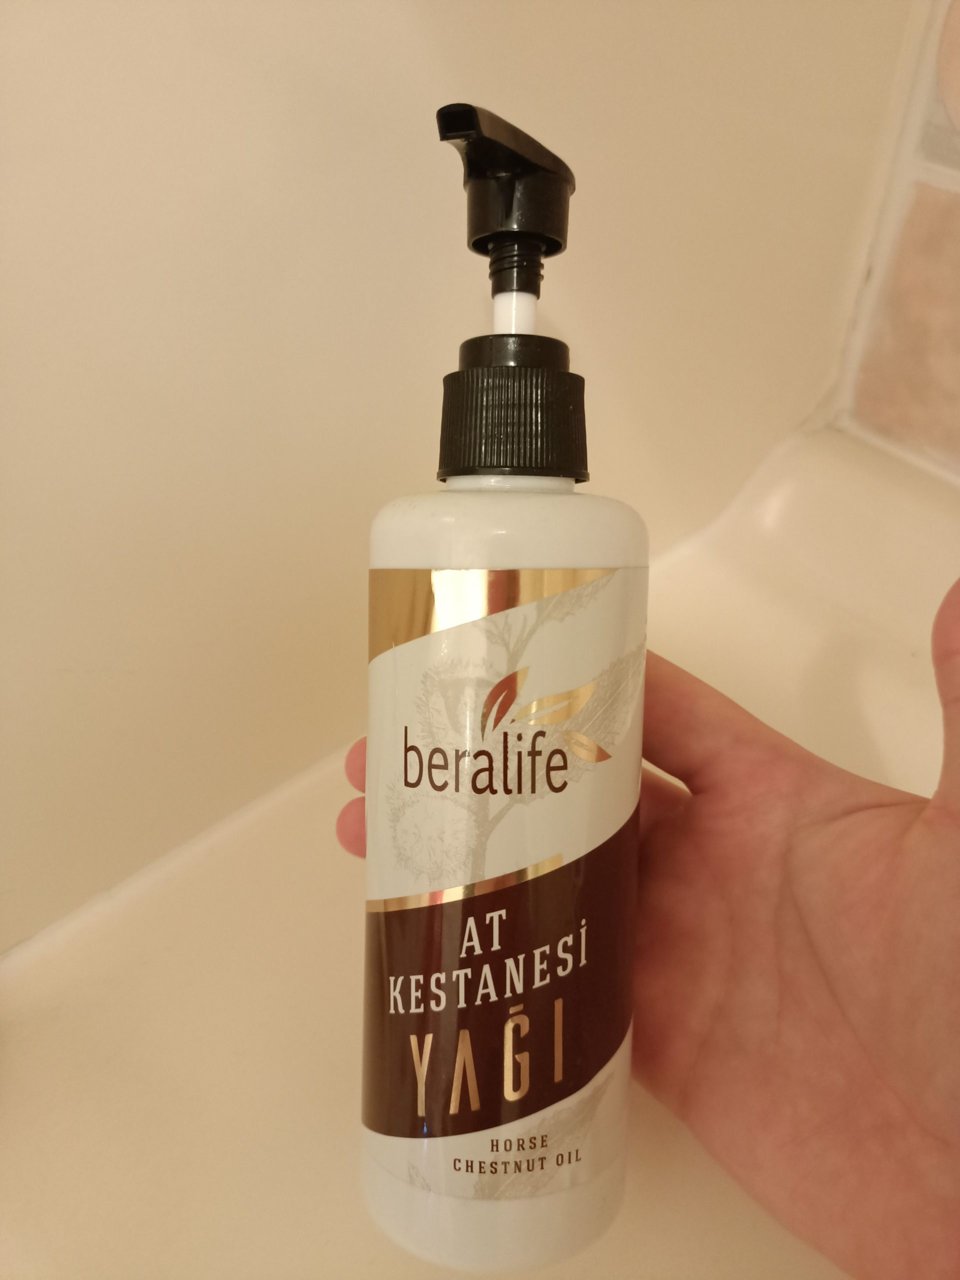 beralife
AT
KESTANESİ
YAĞI
HORSE
CHESTNUT OIL